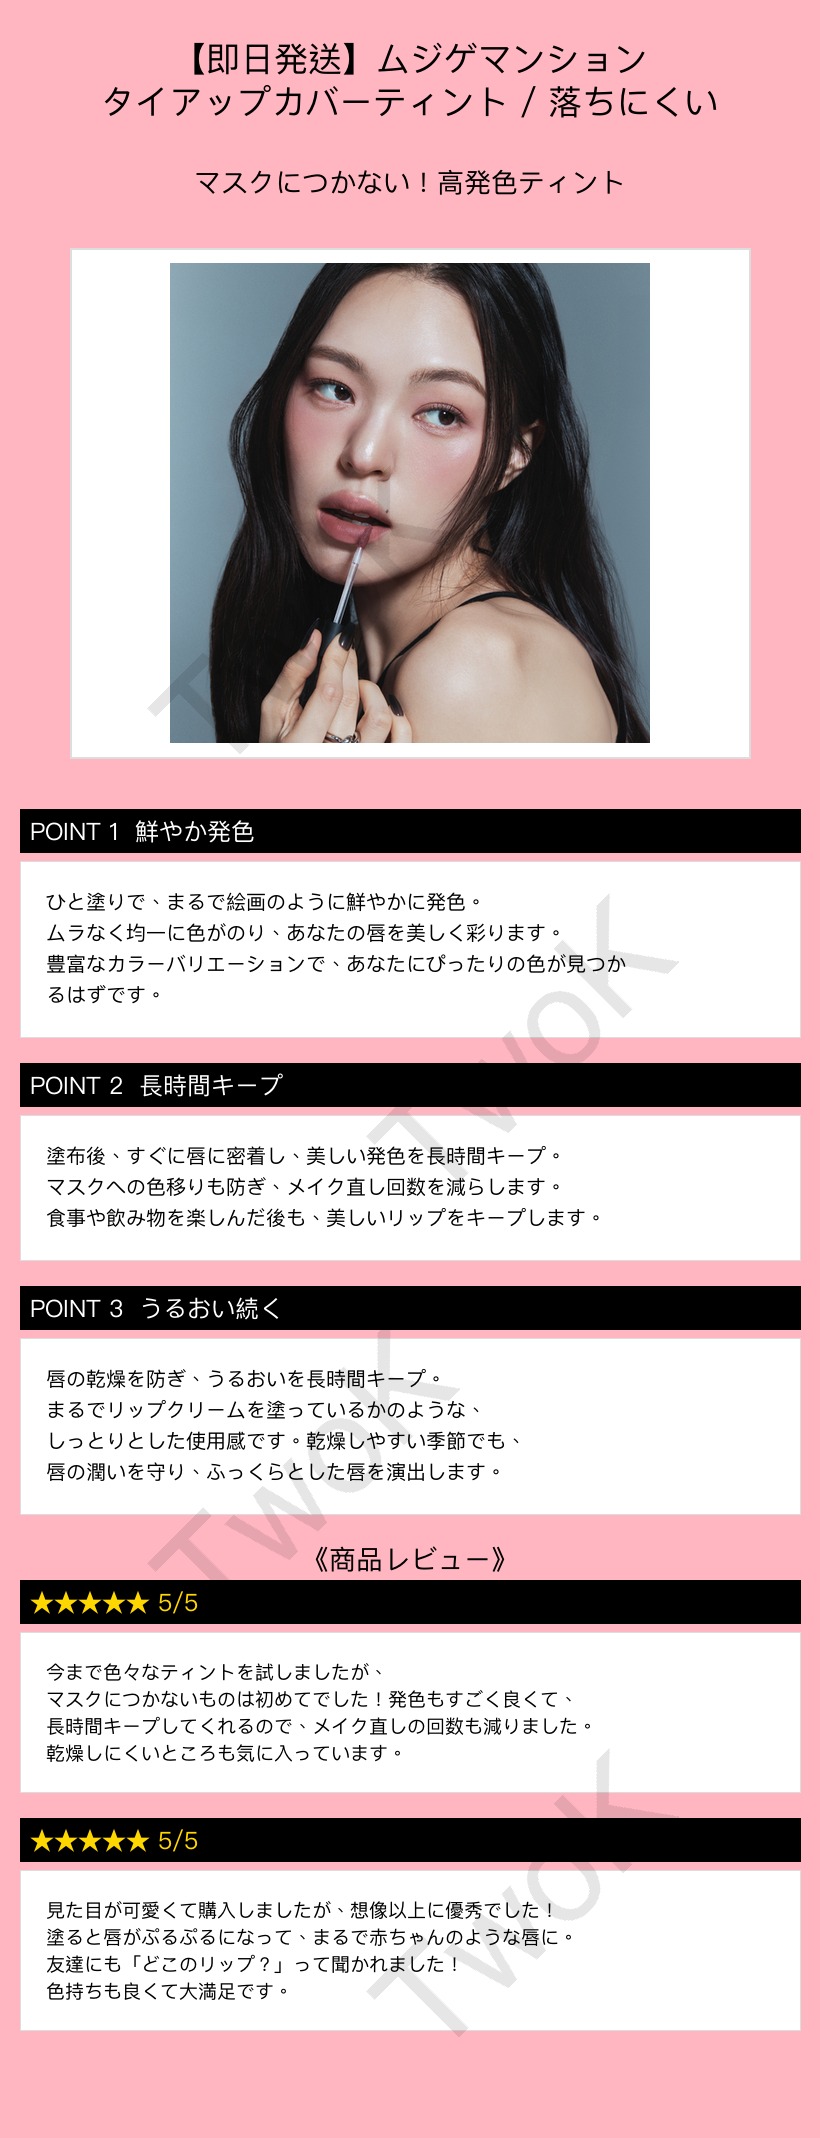 【即日発送】ムジゲマンション
タイアップカバーティント / 落ちにくい
マスクにつかない！高発色ティント
POINT 1 鮮やか発色
ひと塗りで、まるで絵画のように鮮やかに発色。
ムラなく均一に色がのり、あなたの唇を美しく彩ります。
豊富なカラーバリエーションで、あなたにぴったりの色が見つか
るはずです。
POINT 2 長時間キープ
塗布後、すぐに唇に密着し、美しい発色を長時間キープ。
マスクへの色移りも防ぎ、メイク直し回数を減らします。
食事や飲み物を楽しんだ後も、美しいリップをキープします。
POINT 3 うるおい続く
唇の乾燥を防ぎ、うるおいを長時間キープ。
まるでリップクリームを塗っているかのような、
しっとりとした使用感です。乾燥しやすい季節でも、
唇の潤いを守り、ふっくらとした唇を演出します。
《商品レビュー》
★★★★★ 5/5
今まで色々なティントを試しましたが、
マスクにつかないものは初めてでした！発色もすごく良くて、
長時間キープしてくれるので、メイク直しの回数も減りました。
乾燥しにくいところも気に入っています。
★★★★★ 5/5
見た目が可愛くて購入しましたが、想像以上に優秀でした！
塗ると唇がぷるぷるになって、まるで赤ちゃんのような唇に。
友達にも「どこのリップ？」って聞かれました！
色持ちも良くて大満足です。
TwoK
TwoK
TwoK
TwoK